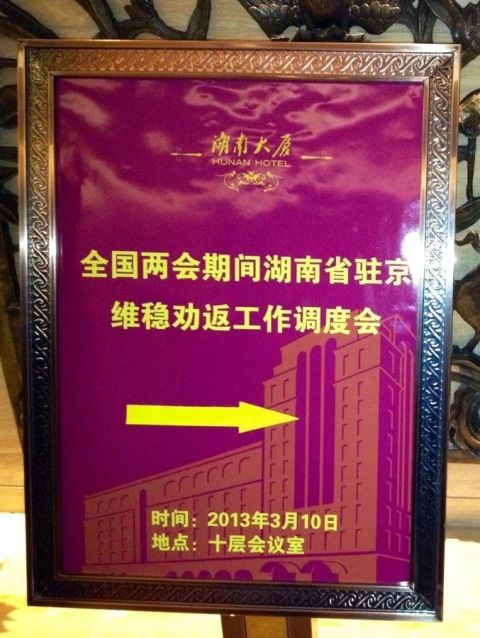 湖南大厦
HUNAN HOTEL
全国两会期间湖南省驻京
维稳劝返工作调度会
时间：2013年3月10日
地点：十层会议室